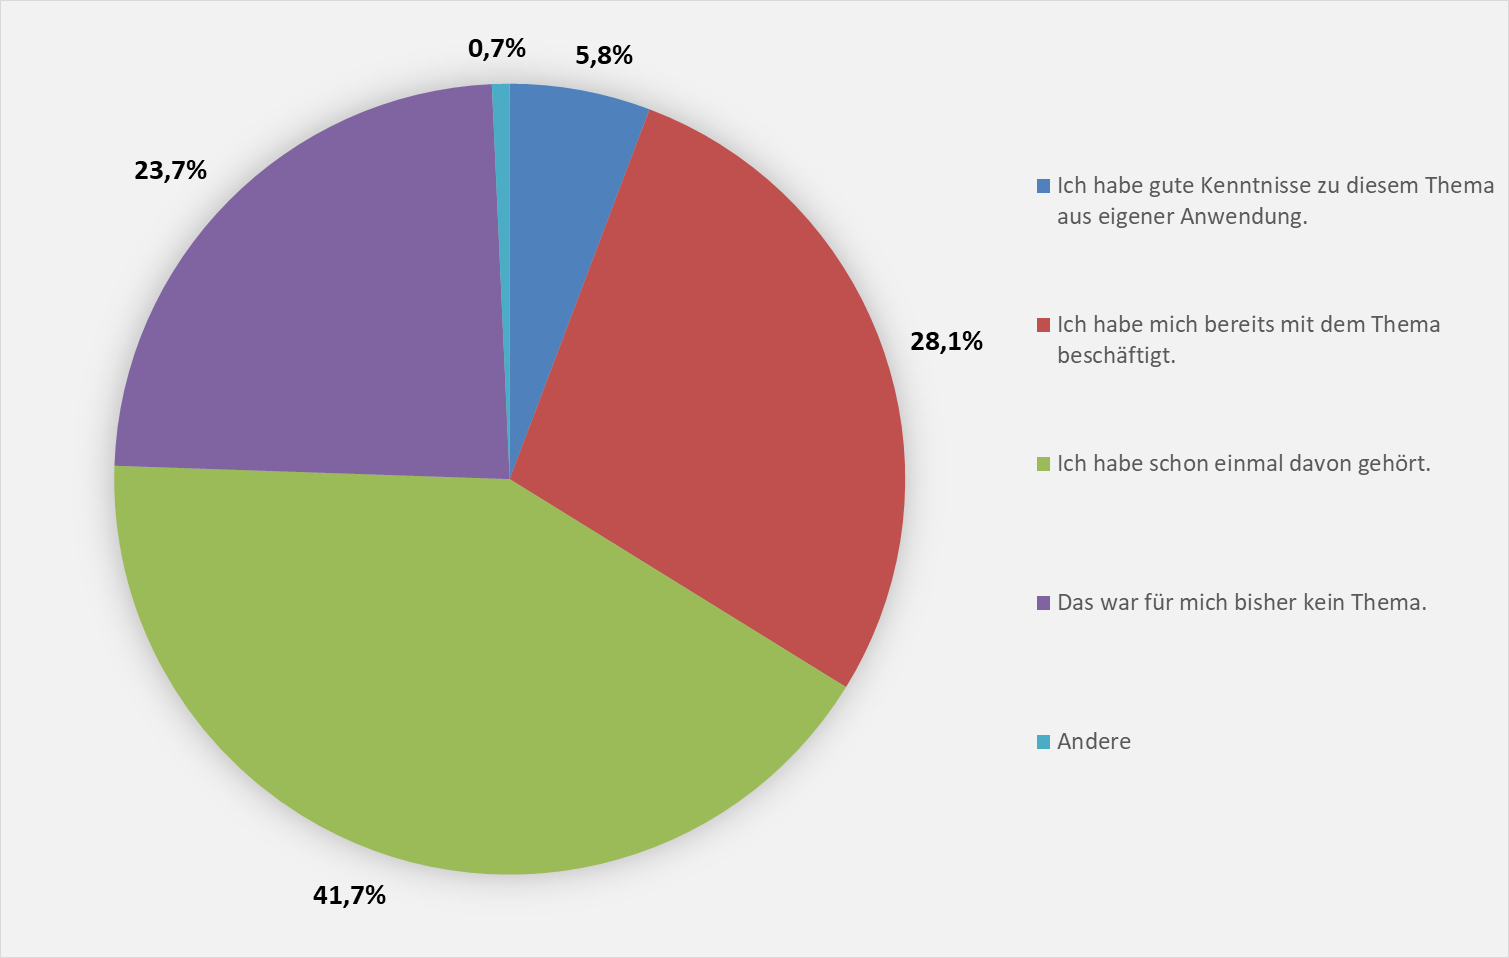 0,7%
5,8%
23,7%
28,1%
41,7%
Ich habe gute Kenntnisse zu diesem Thema
aus eigener Anwendung.
Ich habe mich bereits mit dem Thema
beschäftigt.
Ich habe schon einmal davon gehört.
Das war für mich bisher kein Thema.
Andere